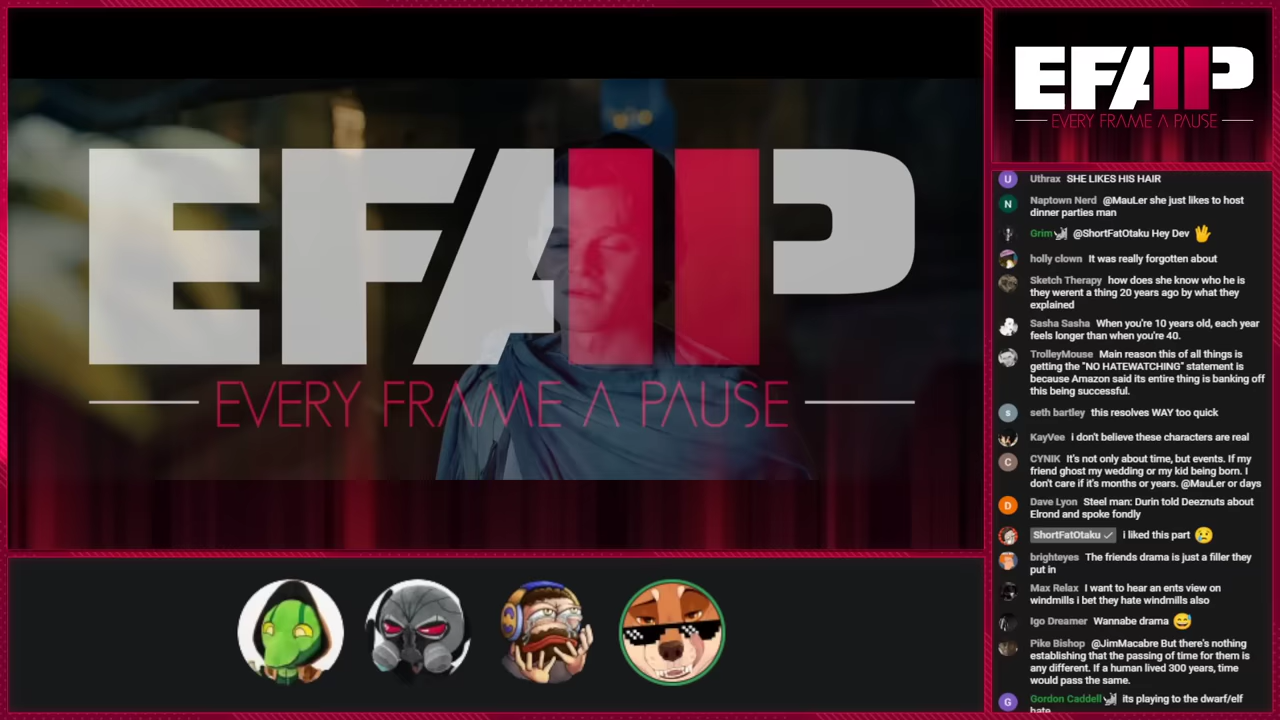 EFAP
EVERY FRAME A PAUSE
EFAP
EVERY FRAME A PAUSE
U Uthrax SHE LIKES HIS HAIR
N Naptown Nerd @MauLer she just likes to host
dinner parties man
Grim @ShortFatOtaku Hey Dev 🖖
holly clown It was really forgotten about
Sketch Therapy how does she know who he is
they werent a thing 20 years ago by what they
explained
Sasha Sasha When you're 10 years old, each year
feels longer than when you're 40.
TrolleyMouse Main reason this of all things is
getting the "NO HATEWATCHING" statement is
because Amazon said its entire thing is banking off
this being successful.
s seth bartley this resolves WAY too quick
KayVee i don't believe these characters are real
C CYNIK It's not only about time, but events. If my
friend ghost my wedding or my kid being born. I
don't care if it's months or years. @MauLer or days
D Dave Lyon Steel man: Durin told Deeznuts about
Elrond and spoke fondly
ShortFatOtaku ✓ i liked this part 😢
brighteyes The friends drama is just a filler they
put in
Max Relax I want to hear an ents view on
windmills i bet they hate windmills also
Igo Dreamer Wannabe drama 😅
Pike Bishop @JimMacabre But there's nothing
establishing that the passing of time for them is
any different. If a human lived 300 years, time
would pass the same.
G Gordon Caddell its playing to the dwarf/elf
hate